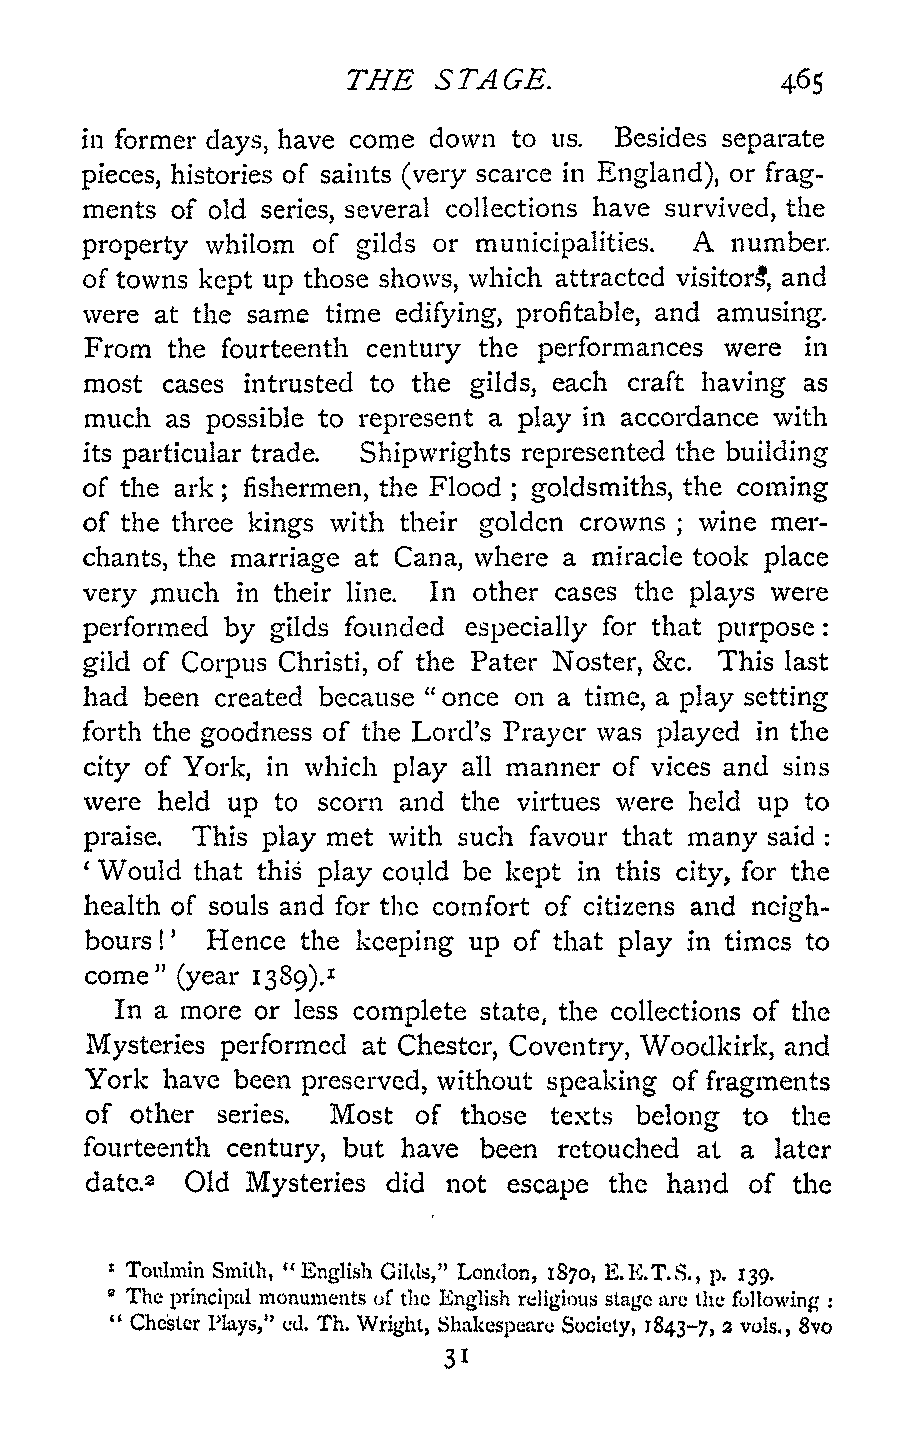 THE STAGE. 465
in former days, have come down to us. Besides separate
pieces, histories of saints (very scarce in England), or frag-
ments of old series, several collections have survived, the
property whilom of gilds or municipalities. A number
of towns kept up those shows, which attracted visitors, and
were at the same time edifying, profitable, and amusing.
From the fourteenth century the performances were in
most cases intrusted to the gilds, each craft having as
much as possible to represent a play in accordance with
its particular trade. Shipwrights represented the building
of the ark ; fishermen, the Flood ; goldsmiths, the coming
of the three kings with their golden crowns ; wine mer-
chants, the marriage at Cana, where a miracle took place
very much in their line. In other cases the plays were
performed by gilds founded especially for that purpose :
gild of Corpus Christi, of the Pater Noster, &c. This last
had been created because “ once on a time, a play setting
forth the goodness of the Lord’s Prayer was played in the
city of York, in which play all manner of vices and sins
were held up to scorn and the virtues were held up to
praise. This play met with such favour that many said :
‘ Would that this play could be kept in this city, for the
health of souls and for the comfort of citizens and neigh-
bours ! ’ Hence the keeping up of that play in times to
come ” (year 1389).¹
In a more or less complete state, the collections of the
Mysteries performed at Chester, Coventry, Woodkirk, and
York have been preserved, without speaking of fragments
of other series. Most of those texts belong to the
fourteenth century, but have been retouched at a later
date.² Old Mysteries did not escape the hand of the
¹ Toulmin Smith, “ English Gilds,” London, 1870, E.E.T.S., p. 139.
² The principal monuments of the English religious stage are the following :
“ Chester Plays,” ed. Th. Wright, Shakespeare Society, 1843–7, 2 vols., 8vo
31